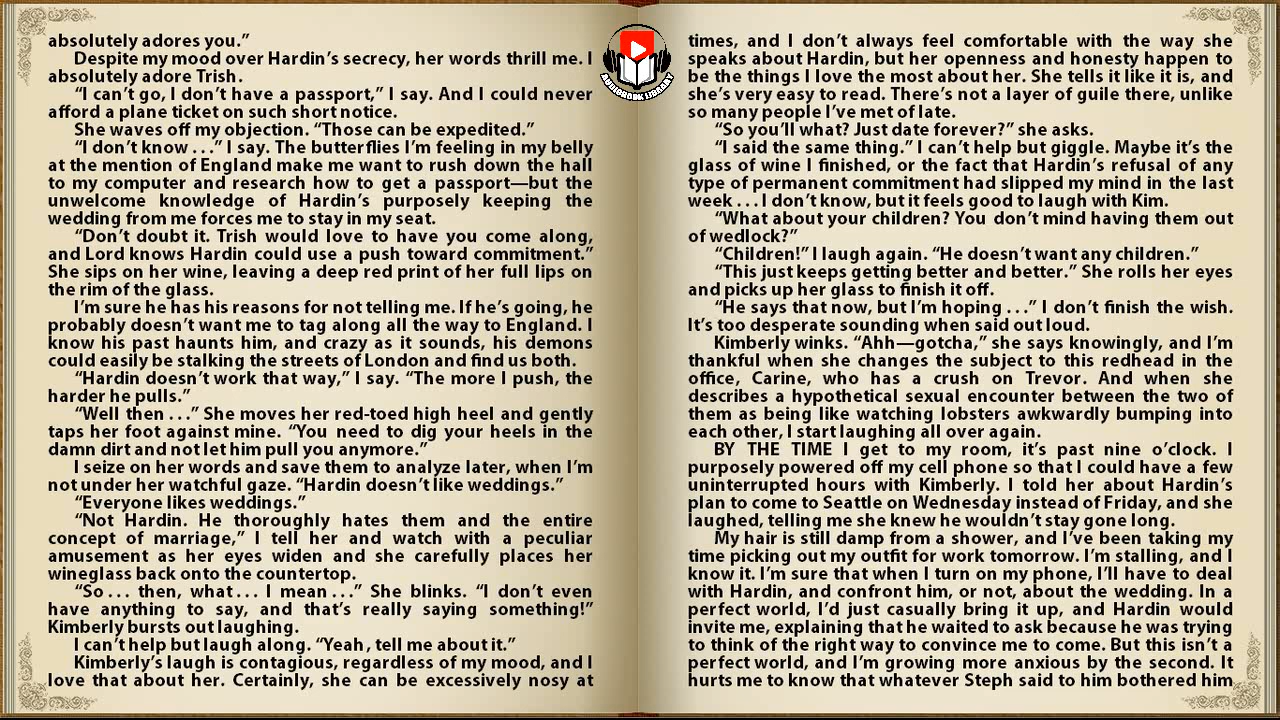 absolutely adores you.”
Despite my mood over Hardin’s secrecy, her words thrill me. I
absolutely adore Trish.
“I can’t go, I don’t have a passport,” I say. And I could never
afford a plane ticket on such short notice.
She waves off my objection. “Those can be expedited.”
“I don’t know . . .” I say. The butterflies I’m feeling in my belly
at the mention of England make me want to rush down the hall
to my computer and research how to get a passport—but the
unwelcome knowledge of Hardin’s purposely keeping the
wedding from me forces me to stay in my seat.
“Don’t doubt it. Trish would love to have you come along,
and Lord knows Hardin could use a push toward commitment.”
She sips on her wine, leaving a deep red print of her full lips on
the rim of the glass.
I’m sure he has his reasons for not telling me. If he’s going, he
probably doesn’t want me to tag along all the way to England. I
know his past haunts him, and crazy as it sounds, his demons
could easily be stalking the streets of London and find us both.
“Hardin doesn’t work that way,” I say. “The more I push, the
harder he pulls.”
“Well then . . .” She moves her red-toed high heel and gently
taps her foot against mine. “You need to dig your heels in the
damn dirt and not let him pull you anymore.”
I seize on her words and save them to analyze later, when I’m
not under her watchful gaze. “Hardin doesn’t like weddings.”
“Everyone likes weddings.”
“Not Hardin. He thoroughly hates them and the entire
concept of marriage,” I tell her and watch with a peculiar
amusement as her eyes widen and she carefully places her
wineglass back onto the countertop.
“So . . . then, what . . . I mean . . .” She blinks. “I don’t even
have anything to say, and that’s really saying something!”
Kimberly bursts out laughing.
I can’t help but laugh along. “Yeah, tell me about it.”
Kimberly’s laugh is contagious, regardless of my mood, and I
love that about her. Certainly, she can be excessively nosy at
AUDIOBOOK LIBRARY
times, and I don’t always feel comfortable with the way she
speaks about Hardin, but her openness and honesty happen to
be the things I love the most about her. She tells it like it is, and
she’s very easy to read. There’s not a layer of guile there, unlike
so many people I’ve met of late.
“So you’ll what? Just date forever?” she asks.
“I said the same thing.” I can’t help but giggle. Maybe it’s the
glass of wine I finished, or the fact that Hardin’s refusal of any
type of permanent commitment had slipped my mind in the last
week . . . I don’t know, but it feels good to laugh with Kim.
“What about your children? You don’t mind having them out
of wedlock?”
“Children!” I laugh again. “He doesn’t want any children.”
“This just keeps getting better and better.” She rolls her eyes
and picks up her glass to finish it off.
“He says that now, but I’m hoping . . .” I don’t finish the wish.
It’s too desperate sounding when said out loud.
Kimberly winks. “Ahh—gotcha,” she says knowingly, and I’m
thankful when she changes the subject to this redhead in the
office, Carine, who has a crush on Trevor. And when she
describes a hypothetical sexual encounter between the two of
them as being like watching lobsters awkwardly bumping into
each other, I start laughing all over again.
BY THE TIME I get to my room, it’s past nine o’clock. I
purposely powered off my cell phone so that I could have a few
uninterrupted hours with Kimberly. I told her about Hardin’s
plan to come to Seattle on Wednesday instead of Friday, and she
laughed, telling me she knew he wouldn’t stay gone long.
My hair is still damp from a shower, and I’ve been taking my
time picking out my outfit for work tomorrow. I’m stalling, and I
know it. I’m sure that when I turn on my phone, I’ll have to deal
with Hardin, and confront him, or not, about the wedding. In a
perfect world, I’d just casually bring it up, and Hardin would
invite me, explaining that he waited to ask because he was trying
to think of the right way to convince me to come. But this isn’t a
perfect world, and I’m growing more anxious by the second. It
hurts me to know that whatever Steph said to him bothered him